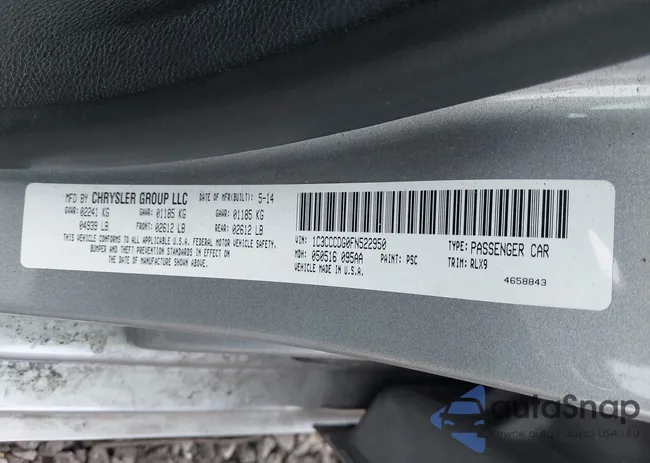 MFD BY CHRYSLER GROUP LLC DATE OF MFR(BUILT): 5-14
GVWR: 02241 KG GAWR: 01185 KG GAWR: 01185 KG
04939 LB FRONT: 02612 LB REAR: 02612 LB
THIS VEHICLE CONFORMS TO ALL APPLICABLE U.S.A. FEDERAL MOTOR VEHICLE SAFETY,
BUMPER AND THEFT PREVENTION STANDARDS IN EFFECT ON
THE DATE OF MANUFACTURE SHOWN ABOVE.
VIN: 1C3CCCDG0FN522950 TYPE: PASSENGER CAR
MDH: 050516 095AA PAINT: PSC TRIM: RLX9
MADE IN U.S.A. 4658843
autoSnap
USA - EU